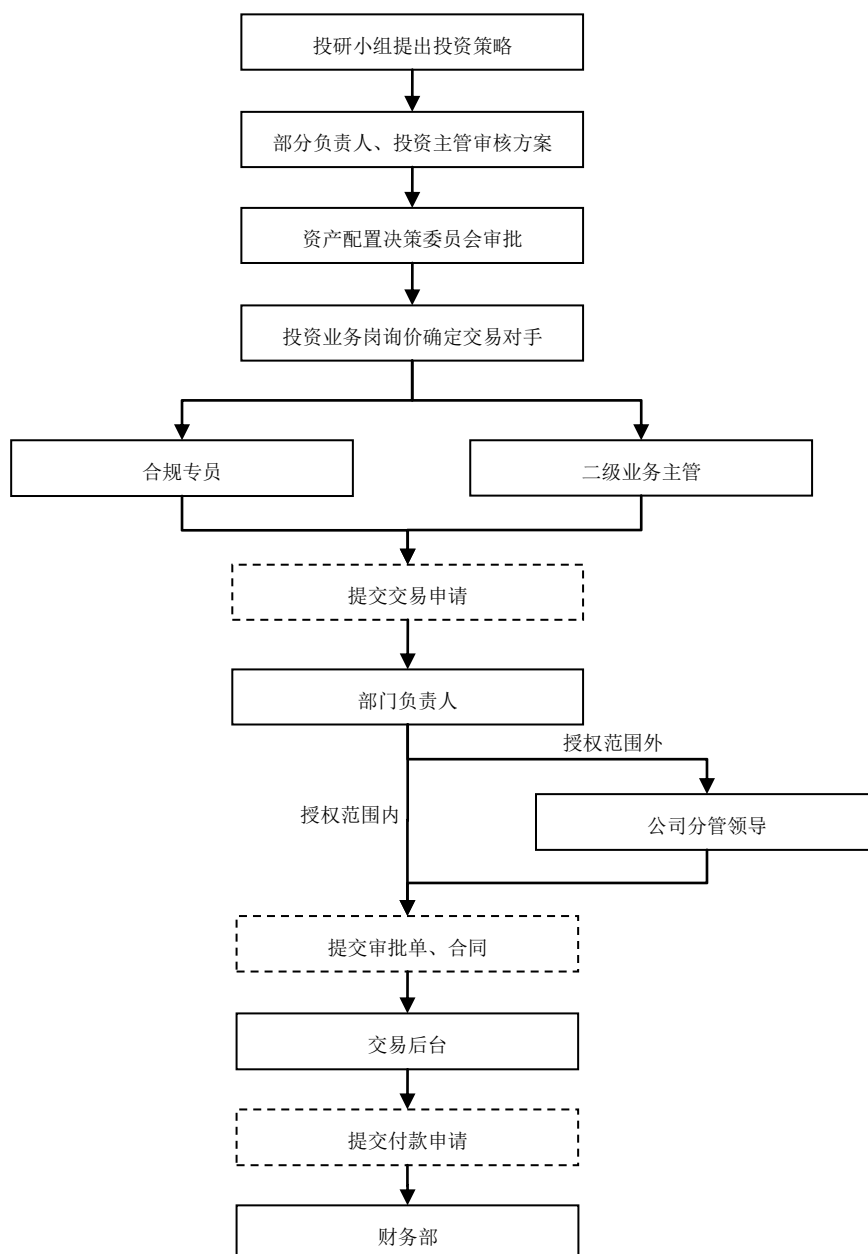 投研小组提出投资策略
部分负责人、投资主管审核方案
资产配置决策委员会审批
投资业务岗询价确定交易对手
合规专员
二级业务主管
提交交易申请
部门负责人
授权范围外
授权范围内
公司分管领导
提交审批单、合同
交易后台
提交付款申请
财务部